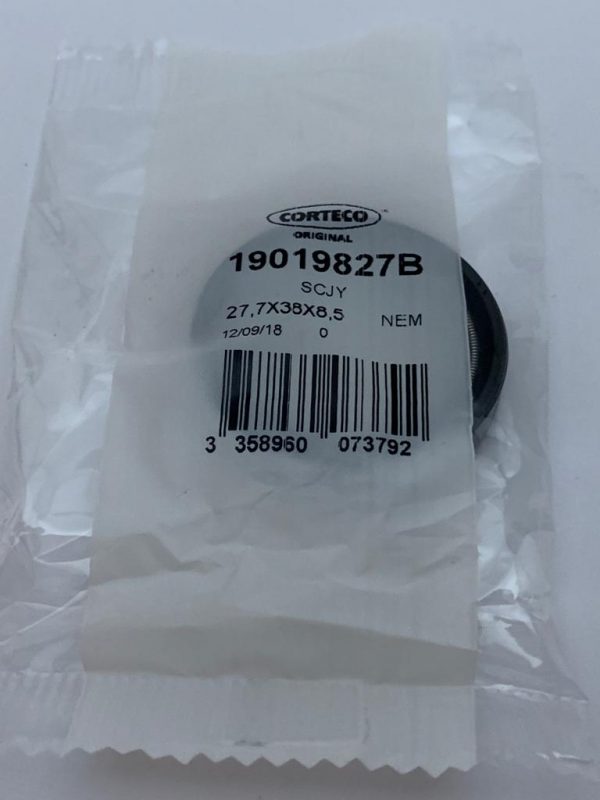 CORTECO
ORIGINAL
19019827B
SCJY
27,7X38X8,5 NEM
12/09/18 0
3 358960 073792